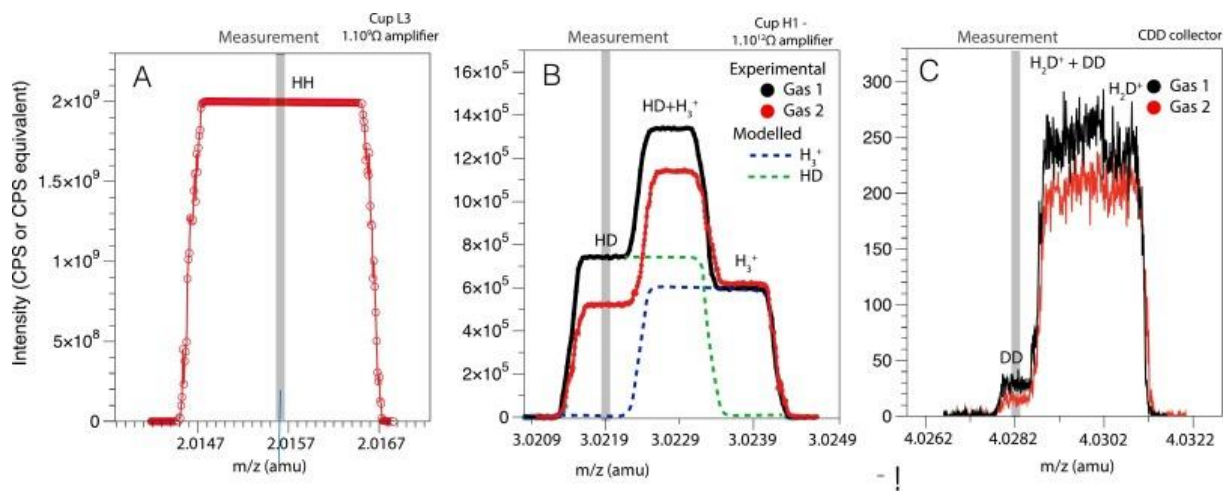 Intensity (CPS or CPS equivalent)
Cup L3
Measurement 1.10⁹Ω amplifier
A
HH
2×10⁹
1.5×10⁹
1×10⁹
5×10⁸
0
2.0147 2.0157 2.0167
m/z (amu)
Cup H1 -
Measurement 1.10¹²Ω amplifier
B
Experimental
Gas 1
Gas 2
Modelled
H₃⁺
HD
HD+H₃⁺
HD
H₃⁺
16×10⁵
14×10⁵
12×10⁵
10×10⁵
8×10⁵
6×10⁵
4×10⁵
2×10⁵
0
3.0209 3.0219 3.0229 3.0239 3.0249
m/z (amu)
Measurement CDD collector
C
H₂D⁺ + DD
H₂D⁺
Gas 1
Gas 2
DD
300
250
200
150
100
50
0
4.0262 4.0282 4.0302 4.0322
m/z (amu)
- !